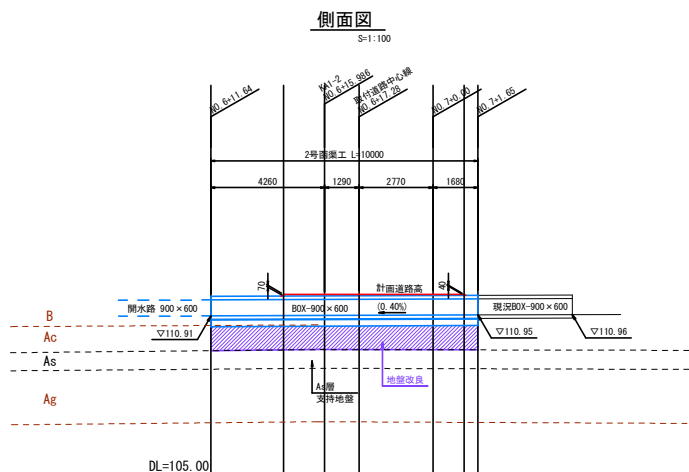 側面図
S=1:100
NO.6+11.64
KA1-2
NO.6+15.986
取付道路中心線
NO.6+17.28
NO.7+0.00
NO.7+1.65
2号函渠工 L=10000
4260
1290
2770
1680
70
計画道路高
40
開水路 900×600
BOX-900×600
(0.40%)
現況BOX-900×600
B
▽110.91
▽110.95
▽110.96
Ac
As
As層
支持地盤
地盤改良
Ag
DL=105.00